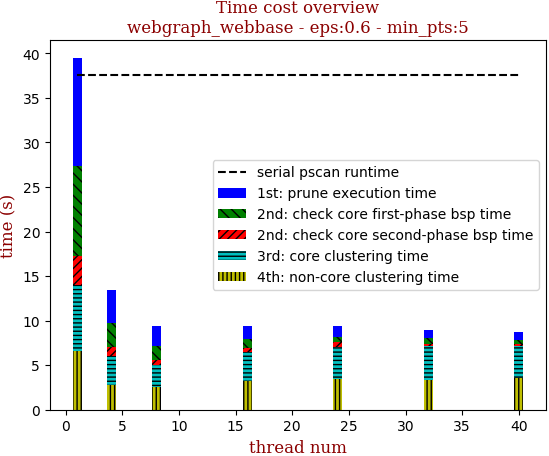 Time cost overview
webgraph_webbase - eps:0.6 - min_pts:5
time (s)
40
35
30
25
20
15
10
5
0
serial pscan runtime
1st: prune execution time
2nd: check core first-phase bsp time
2nd: check core second-phase bsp time
3rd: core clustering time
4th: non-core clustering time
0 5 10 15 20 25 30 35 40
thread num